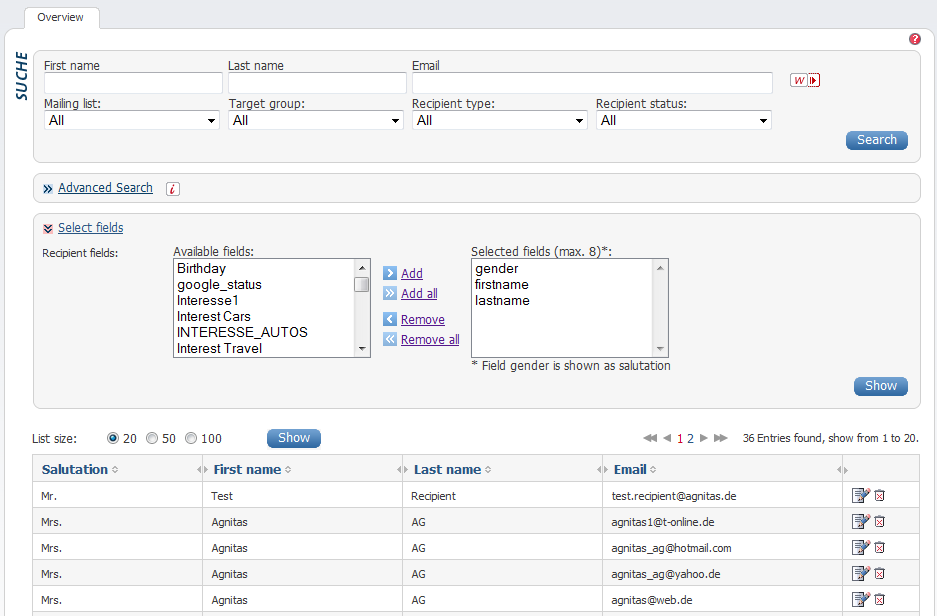 Overview
?
SUCHE
First name Last name Email
W
Mailing list: Target group: Recipient type: Recipient status:
All All All All
Search
Advanced Search i
Select fields
Recipient fields: Available fields: Selected fields (max. 8)*:
Birthday gender
google_status Add firstname
Interesse1 Add all lastname
Interest Cars
INTERESSE_AUTOS Remove
Interest Travel Remove all
* Field gender is shown as salutation
Show
List size: 20 50 100 Show 1 2 36 Entries found, show from 1 to 20.
Salutation First name Last name Email
Mr. Test Recipient test.recipient@agnitas.de
Mrs. Agnitas AG agnitas1@t-online.de
Mrs. Agnitas AG agnitas_ag@hotmail.com
Mrs. Agnitas AG agnitas_ag@yahoo.de
Mrs. Agnitas AG agnitas@web.de